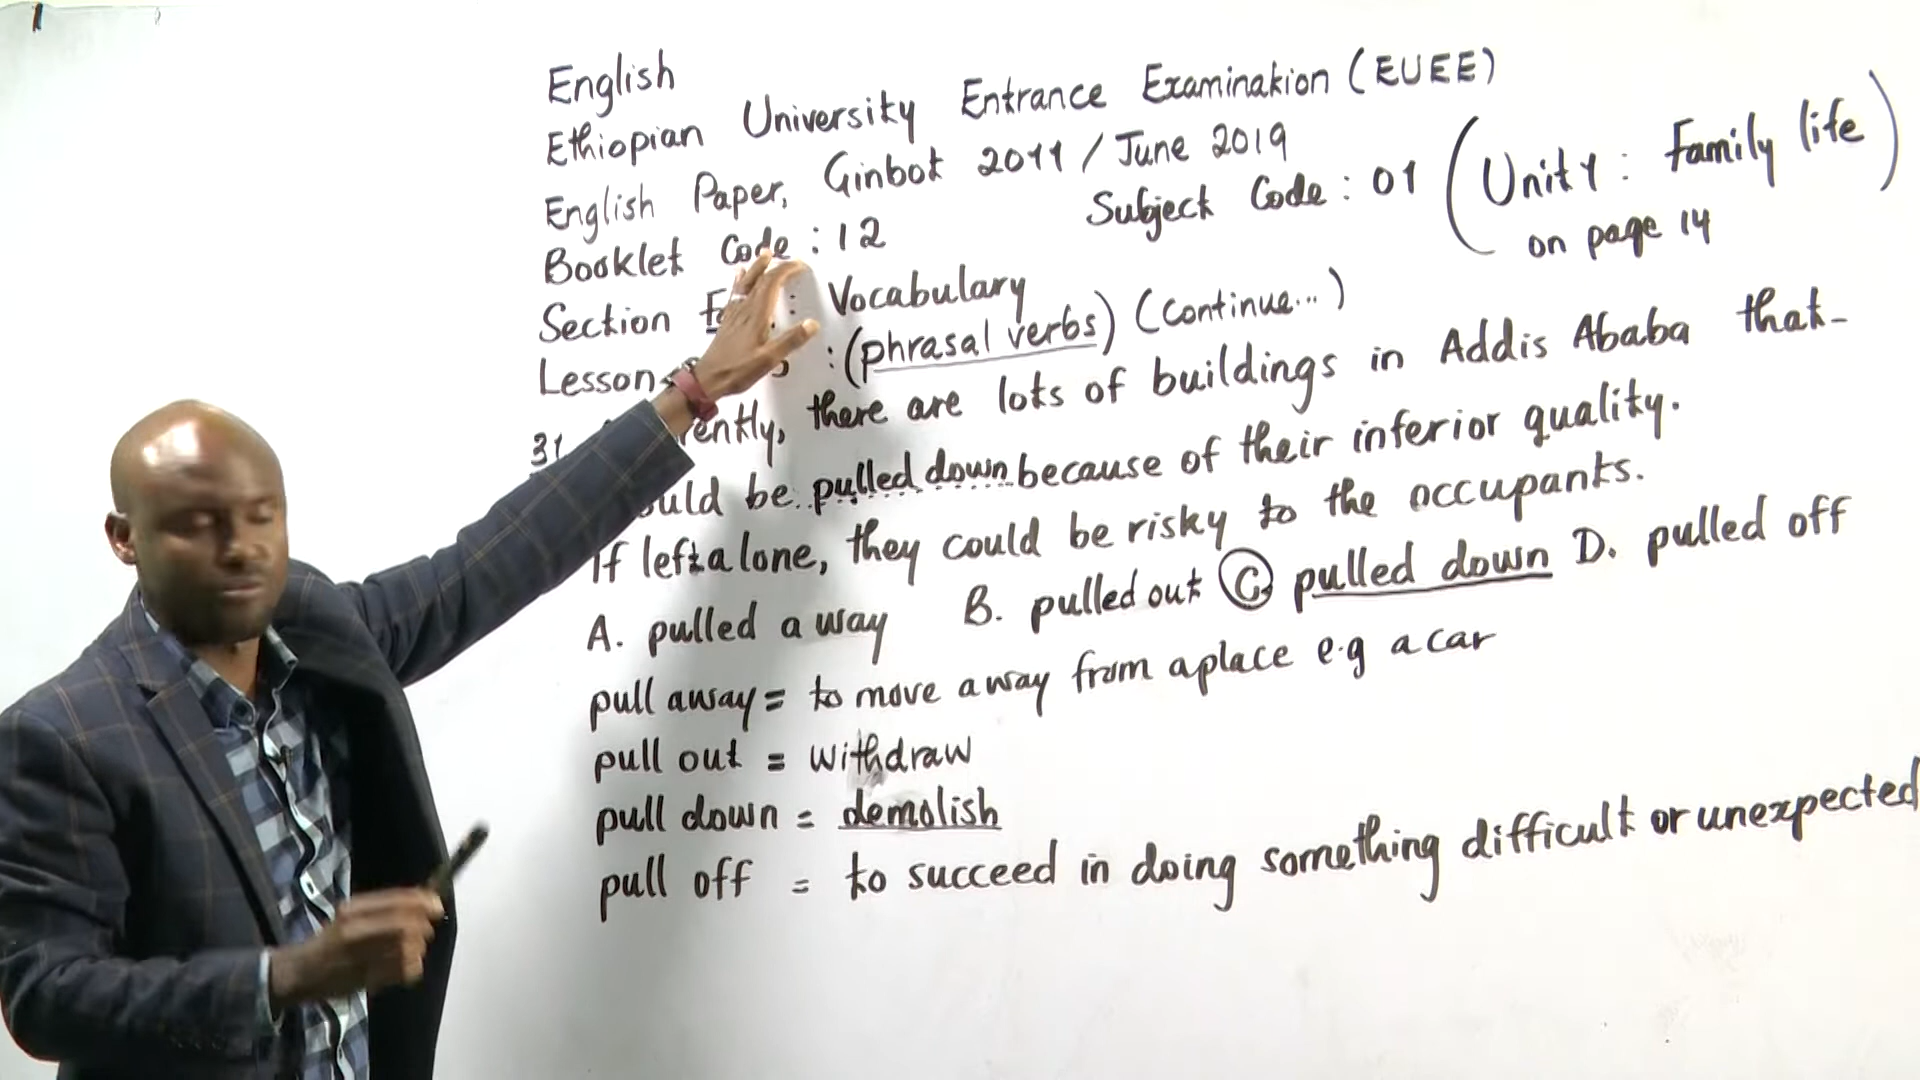 English
Ethiopian University Entrance Examination (EUEE)
English Paper, Ginbot 2011 / June 2019
Booklet Code : 12 Subject Code : 01 (Unit 1 : Family life
on page 14)
Section : Vocabulary
Lesson : (phrasal verbs) (continue...)
31 there are lots of buildings in Addis Ababa that
be pulled down because of their inferior quality.
If left alone, they could be risky to the occupants.
A. pulled away B. pulled out C. pulled down D. pulled off
pull away = to move away from a place e.g a car
pull out = withdraw
pull down = demolish
pull off = to succeed in doing something difficult or unexpected